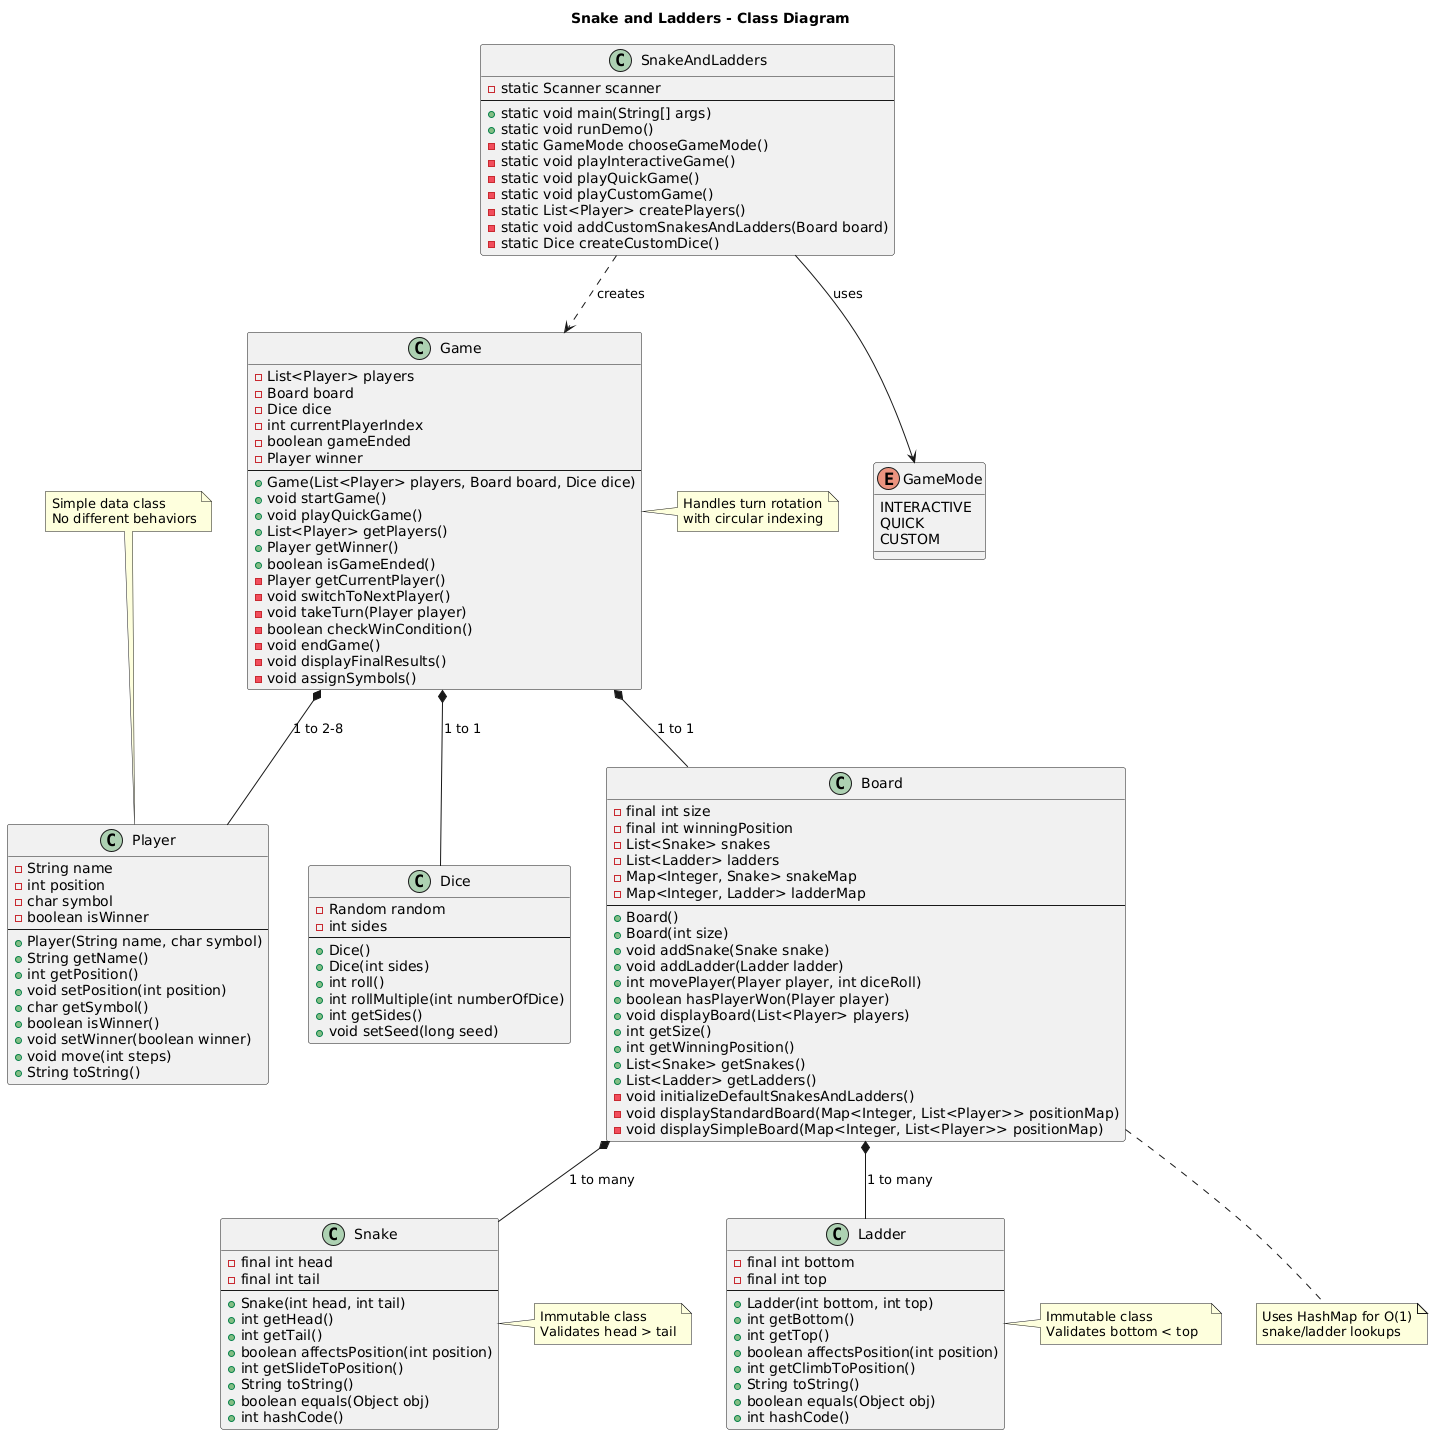 Snake and Ladders - Class Diagram
C SnakeAndLadders
static Scanner scanner
static void main(String[] args)
static void runDemo()
static GameMode chooseGameMode()
static void playInteractiveGame()
static void playQuickGame()
static void playCustomGame()
static List<Player> createPlayers()
static void addCustomSnakesAndLadders(Board board)
static Dice createCustomDice()
creates
uses
C Game
List<Player> players
Board board
Dice dice
int currentPlayerIndex
boolean gameEnded
Player winner
Game(List<Player> players, Board board, Dice dice)
void startGame()
void playQuickGame()
List<Player> getPlayers()
Player getWinner()
boolean isGameEnded()
Player getCurrentPlayer()
void switchToNextPlayer()
void takeTurn(Player player)
boolean checkWinCondition()
void endGame()
void displayFinalResults()
void assignSymbols()
Handles turn rotation
with circular indexing
E GameMode
INTERACTIVE
QUICK
CUSTOM
Simple data class
No different behaviors
1 to 2-8
1 to 1
1 to 1
C Player
String name
int position
char symbol
boolean isWinner
Player(String name, char symbol)
String getName()
int getPosition()
void setPosition(int position)
char getSymbol()
boolean isWinner()
void setWinner(boolean winner)
void move(int steps)
String toString()
C Dice
Random random
int sides
Dice()
Dice(int sides)
int roll()
int rollMultiple(int numberOfDice)
int getSides()
void setSeed(long seed)
C Board
final int size
final int winningPosition
List<Snake> snakes
List<Ladder> ladders
Map<Integer, Snake> snakeMap
Map<Integer, Ladder> ladderMap
Board()
Board(int size)
void addSnake(Snake snake)
void addLadder(Ladder ladder)
int movePlayer(Player player, int diceRoll)
boolean hasPlayerWon(Player player)
void displayBoard(List<Player> players)
int getSize()
int getWinningPosition()
List<Snake> getSnakes()
List<Ladder> getLadders()
void initializeDefaultSnakesAndLadders()
void displayStandardBoard(Map<Integer, List<Player>> positionMap)
void displaySimpleBoard(Map<Integer, List<Player>> positionMap)
1 to many
1 to many
C Snake
final int head
final int tail
Snake(int head, int tail)
int getHead()
int getTail()
boolean affectsPosition(int position)
int getSlideToPosition()
String toString()
boolean equals(Object obj)
int hashCode()
Immutable class
Validates head > tail
C Ladder
final int bottom
final int top
Ladder(int bottom, int top)
int getBottom()
int getTop()
boolean affectsPosition(int position)
int getClimbToPosition()
String toString()
boolean equals(Object obj)
int hashCode()
Immutable class
Validates bottom < top
Uses HashMap for O(1)
snake/ladder lookups